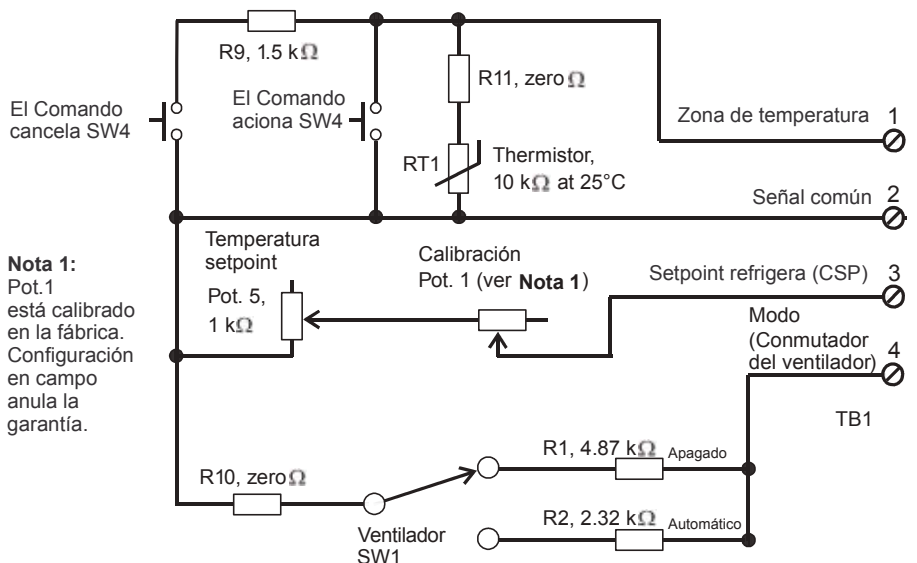 R9, 1.5 kΩ
R11, zero Ω
El Comando
cancela SW4
El Comando
aciona SW4
Zona de temperatura 1
RT1
Thermistor,
10 kΩ at 25°C
Señal común 2
Temperatura
setpoint
Calibración
Pot. 1 (ver Nota 1)
Setpoint refrigera (CSP) 3
Nota 1:
Pot.1
está calibrado
en la fábrica.
Configuración
en campo
anula la
garantía.
Pot. 5,
1 kΩ
Modo
(Conmutador
del ventilador) 4
TB1
R1, 4.87 kΩ Apagado
R10, zero Ω
R2, 2.32 kΩ Automático
Ventilador
SW1